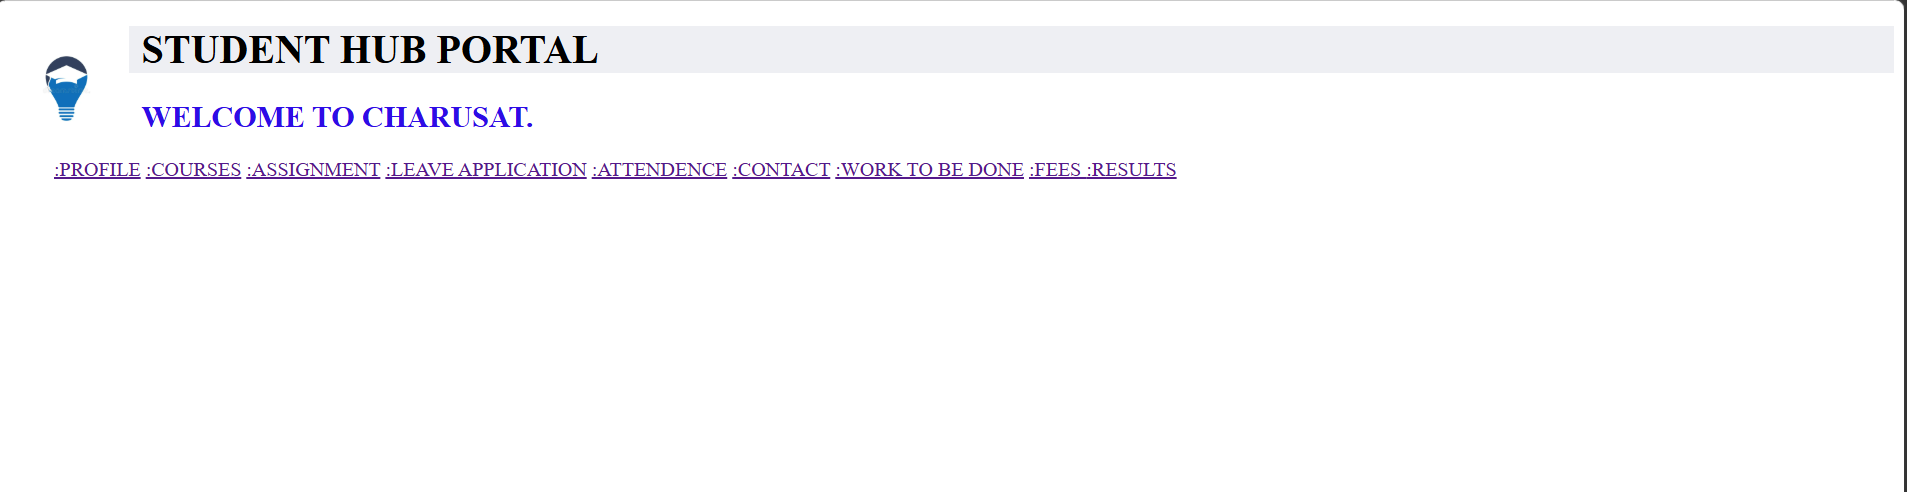 STUDENT HUB PORTAL
WELCOME TO CHARUSAT.
:PROFILE :COURSES :ASSIGNMENT :LEAVE APPLICATION :ATTENDENCE :CONTACT :WORK TO BE DONE :FEES :RESULTS